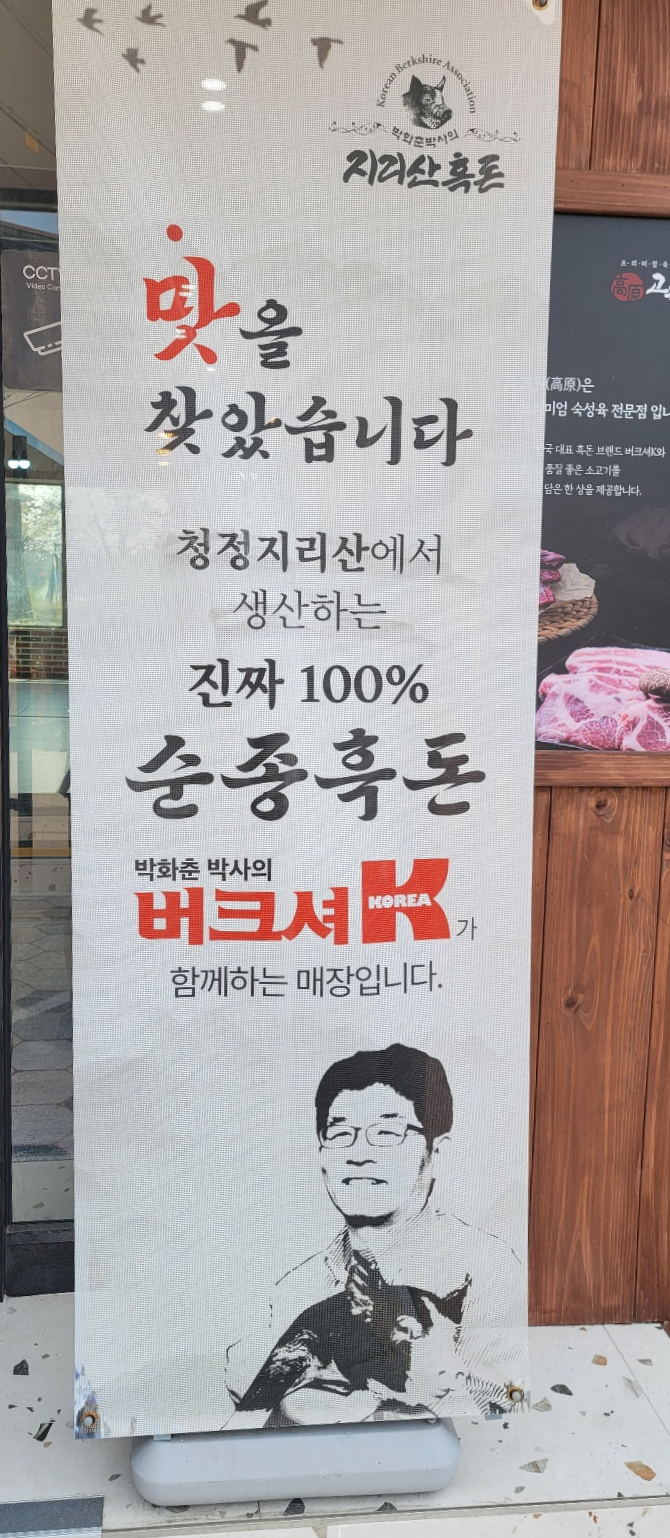 Korean Berkshire Association
박화춘박사의
지리산흑돈
맛을
찾았습니다
청정지리산에서
생산하는
진짜 100%
순종흑돈
박화춘 박사의
버크셔K가
KOREA
함께하는 매장입니다.
CCTV
高原
(高原)은
미엄 숙성육 전문점 입니
국 대표 흑돈 브랜드 버크셔K와
품질 좋은 소고기를
담은 한 상을 제공합니다.